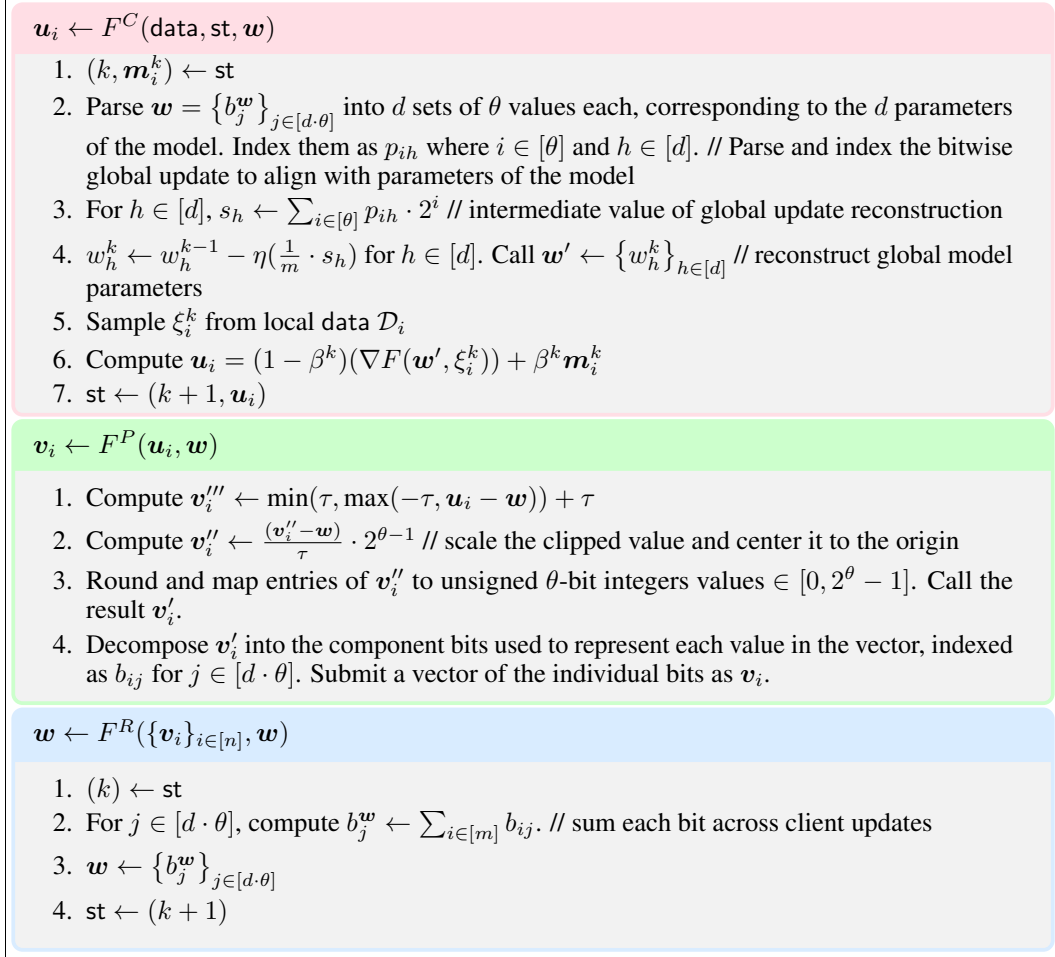 𝒖ᵢ ← F^C(data, st, 𝒘)
1. (k, 𝒎ᵢᵏ) ← st
2. Parse 𝒘 = {b_j^𝒘}_{j∈[d·θ]} into d sets of θ values each, corresponding to the d parameters
of the model. Index them as p_{ih} where i ∈ [θ] and h ∈ [d]. // Parse and index the bitwise
global update to align with parameters of the model
3. For h ∈ [d], s_h ← ∑_{i∈[θ]} p_{ih} · 2^i // intermediate value of global update reconstruction
4. w_h^k ← w_h^{k−1} − η(1/m · s_h) for h ∈ [d]. Call 𝒘′ ← {w_h^k}_{h∈[d]} // reconstruct global model
parameters
5. Sample ξ_i^k from local data 𝒟_i
6. Compute 𝒖_i = (1 − β^k)(∇F(𝒘′, ξ_i^k)) + β^k 𝒎_i^k
7. st ← (k + 1, 𝒖_i)
𝒗_i ← F^P(𝒖_i, 𝒘)
1. Compute 𝒗_i′′′ ← min(τ, max(−τ, 𝒖_i − 𝒘)) + τ
2. Compute 𝒗_i′′ ← (𝒗_i′′−𝒘)/τ · 2^{θ−1} // scale the clipped value and center it to the origin
3. Round and map entries of 𝒗_i′′ to unsigned θ-bit integers values ∈ [0, 2^θ − 1]. Call the
result 𝒗_i′.
4. Decompose 𝒗_i′ into the component bits used to represent each value in the vector, indexed
as b_{ij} for j ∈ [d · θ]. Submit a vector of the individual bits as 𝒗_i.
𝒘 ← F^R({𝒗_i}_{i∈[n]}, 𝒘)
1. (k) ← st
2. For j ∈ [d · θ], compute b_j^𝒘 ← ∑_{i∈[m]} b_{ij}. // sum each bit across client updates
3. 𝒘 ← {b_j^𝒘}_{j∈[d·θ]}
4. st ← (k + 1)